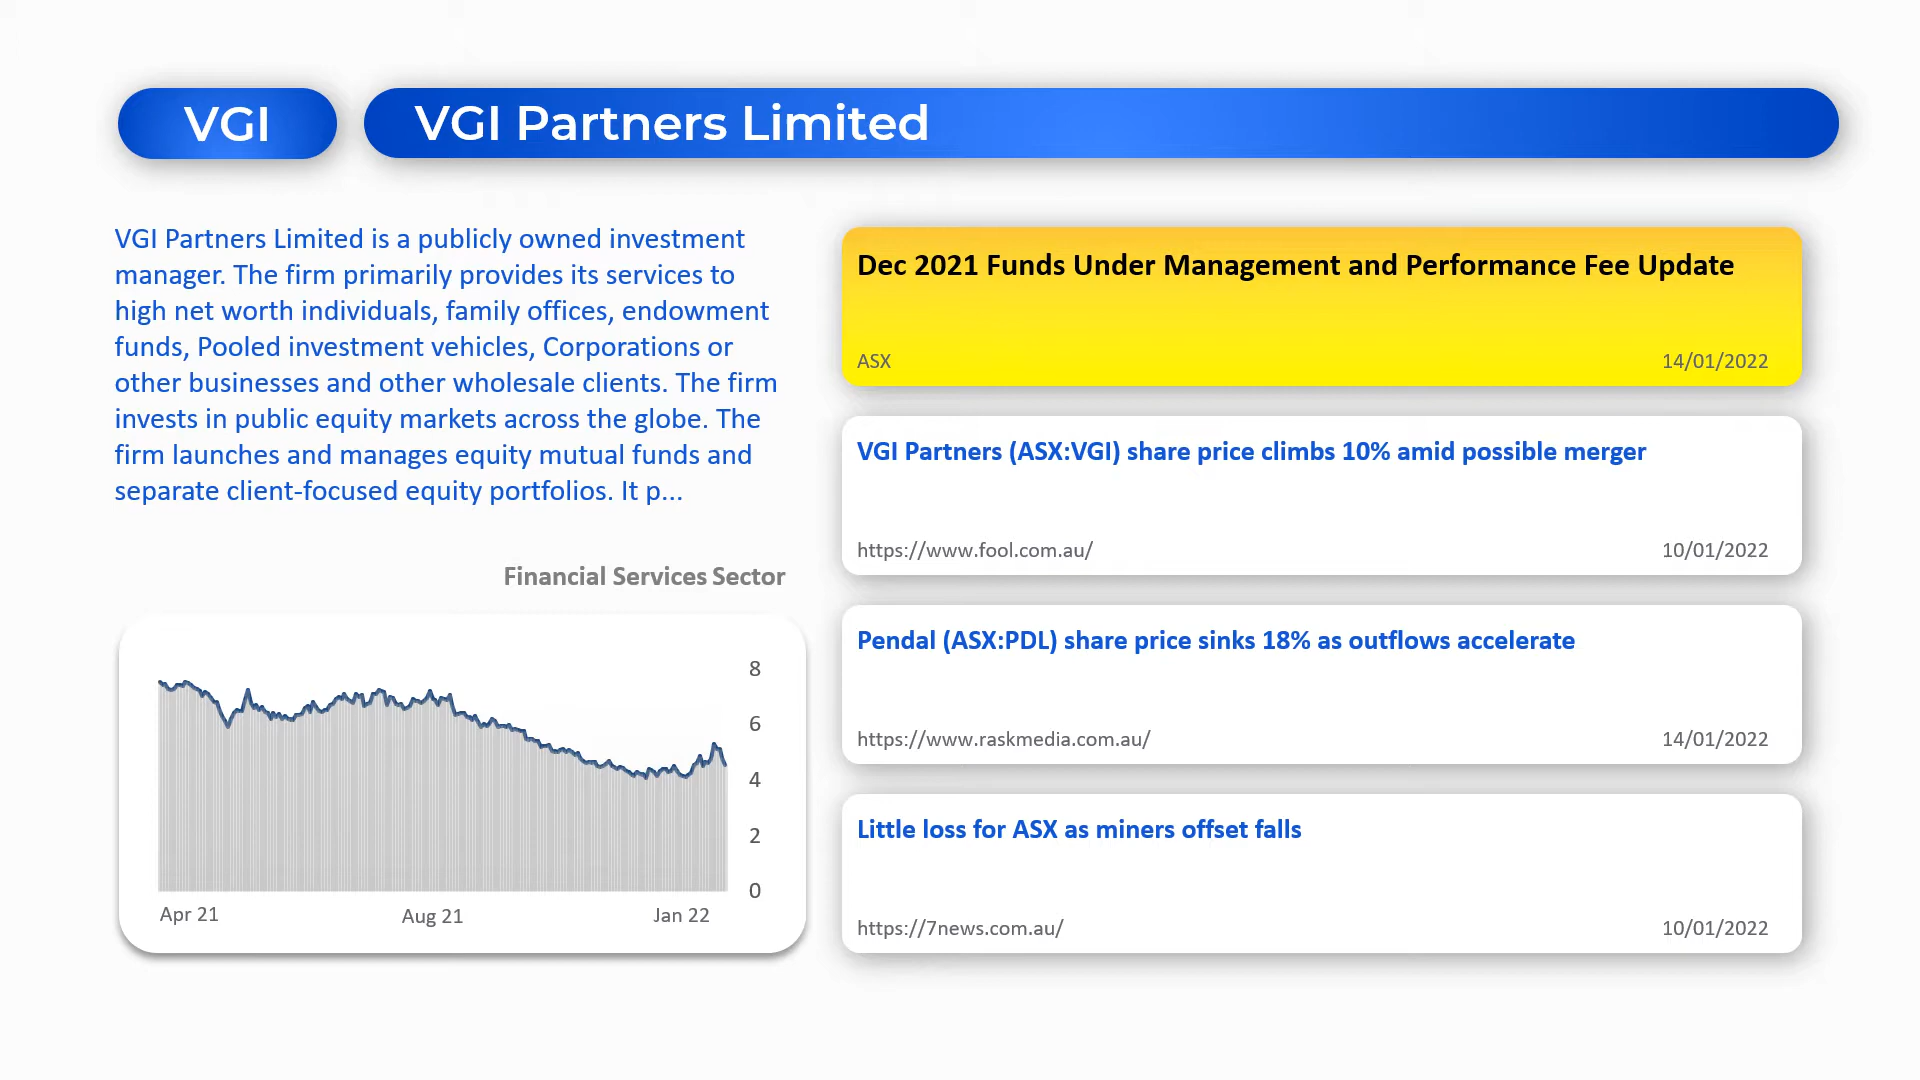 VGI
VGI Partners Limited
VGI Partners Limited is a publicly owned investment
manager. The firm primarily provides its services to
high net worth individuals, family offices, endowment
funds, Pooled investment vehicles, Corporations or
other businesses and other wholesale clients. The firm
invests in public equity markets across the globe. The
firm launches and manages equity mutual funds and
separate client-focused equity portfolios. It p...
Financial Services Sector
8
6
4
2
0
Apr 21
Aug 21
Jan 22
Dec 2021 Funds Under Management and Performance Fee Update
ASX
14/01/2022
VGI Partners (ASX:VGI) share price climbs 10% amid possible merger
https://www.fool.com.au/
10/01/2022
Pendal (ASX:PDL) share price sinks 18% as outflows accelerate
https://www.raskmedia.com.au/
14/01/2022
Little loss for ASX as miners offset falls
https://7news.com.au/
10/01/2022